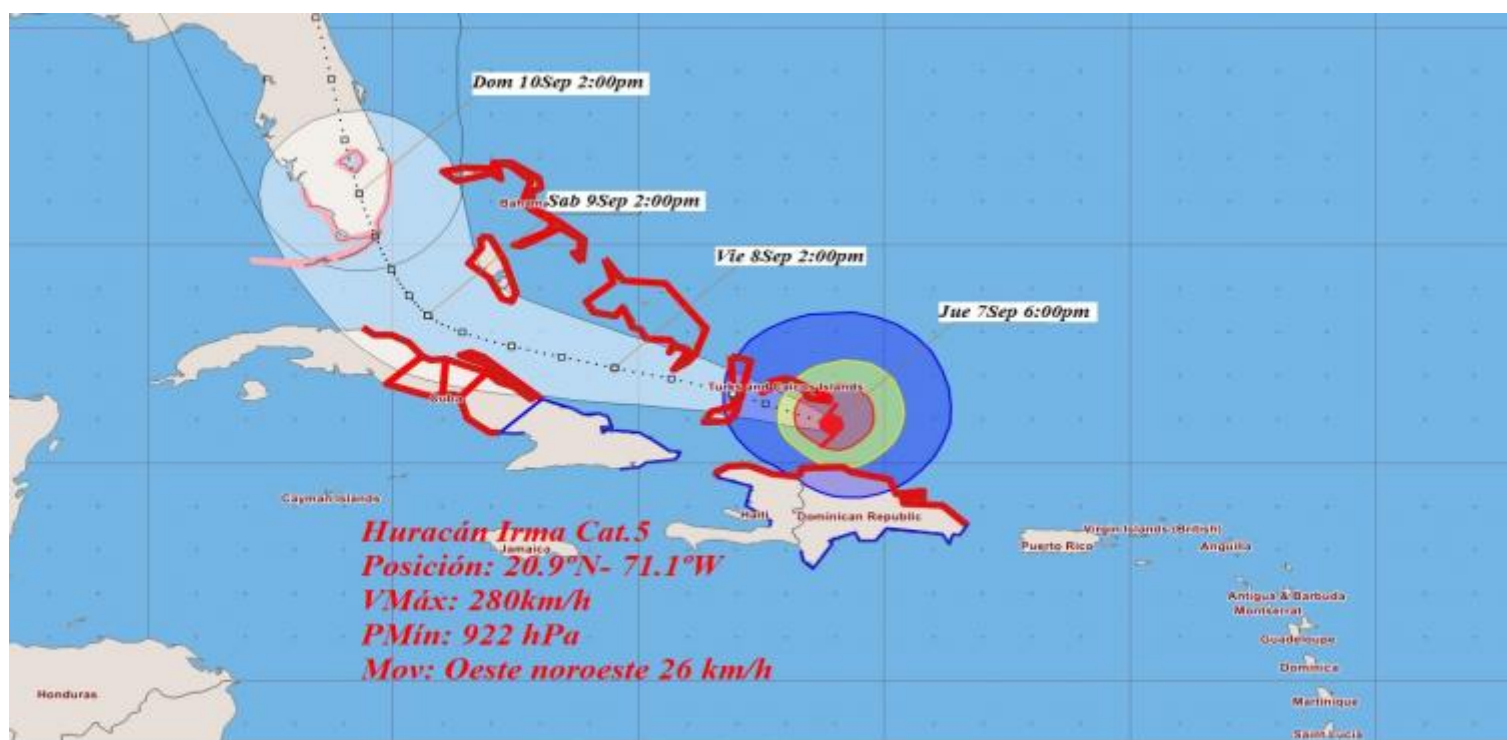 FL
Dom 10Sep 2:00pm
Sab 9Sep 2:00pm
Vie 8Sep 2:00pm
Jue 7Sep 6:00pm
Turks and Caicos Islands
Cuba
Cayman Islands
Haiti
Dominican Republic
Jamaica
Puerto Rico
Virgin Islands (British)
Anguilla
Antigua & Barbuda
Montserrat
Guadeloupe
Dominica
Martinique
Saint Lucia
Honduras
Huracán Irma Cat.5
Posición: 20.9ºN- 71.1ºW
VMáx: 280km/h
PMín: 922 hPa
Mov: Oeste noroeste 26 km/h